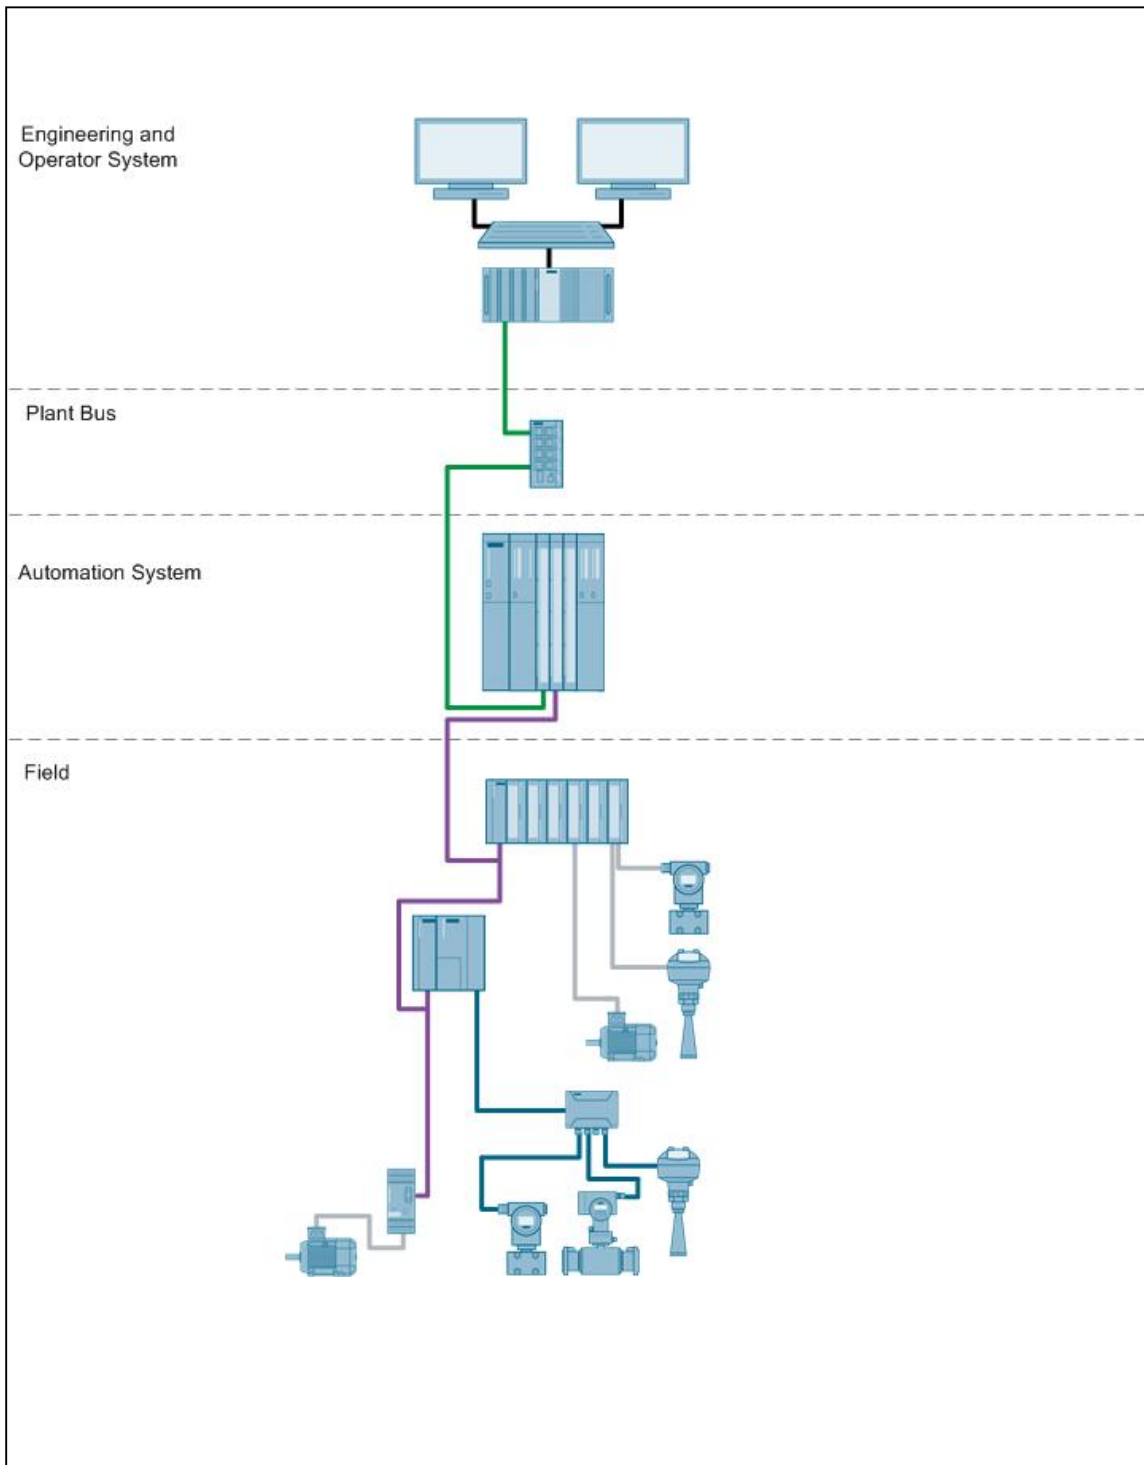 Engineering and
Operator System
Plant Bus
Automation System
Field